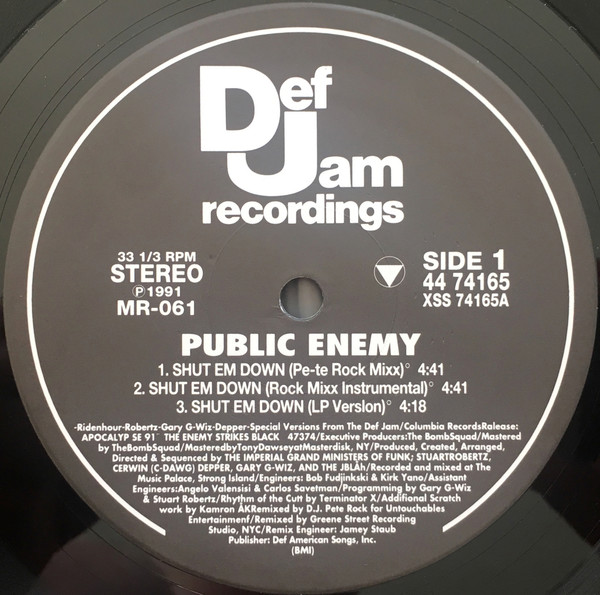 Def
Jam
recordings
33 1/3 RPM
STEREO
℗1991
MR-061
SIDE 1
44 74165
XSS 74165A
PUBLIC ENEMY
1. SHUT EM DOWN (Pe-te Rock Mixx)° 4:41
2. SHUT EM DOWN (Rock Mixx Instrumental)° 4:41
3. SHUT EM DOWN (LP Version)° 4:18
-Ridenhour-Robertz-Gary G-Wiz-Depper-Special Versions From The Def Jam/Columbia RecordsRalease:
APOCALYP SE 91¨ THE ENEMY STRIKES BLACK 47374/Executive Producers:The BombSquad/Mastered
by TheBombSquad/MasteredbyTonyDawseyatMasterdisk, NY/Produced, Created, Arranged,
Directed & Sequenced by THE IMPERIAL GRAND MINISTERS OF FUNK; STUARTROBERTZ,
CERWIN (C-DAWG) DEPPER, GARY G-WIZ, AND THE JBLÄh/Recorded and mixed at The
Music Palace, Strong Island/Engineers: Bob Fudjinkski & Kirk Yano/Assistant
Engineers:Angelo Valensisi & Carlos Savetman/Programming by Gary G-Wiz
& Stuart Robertz/Rhythm of the Cutt by Terminator X/Addifional Scratch
work by Kamron ÄKRemixed by D.J. Pete Rock for Untouchables
Entertainmenf/Remixed by Greene Street Recording
Studio, NYC/Remix Engineer: Jamey Staub
Publisher: Def American Songs, Inc.
(BMI)